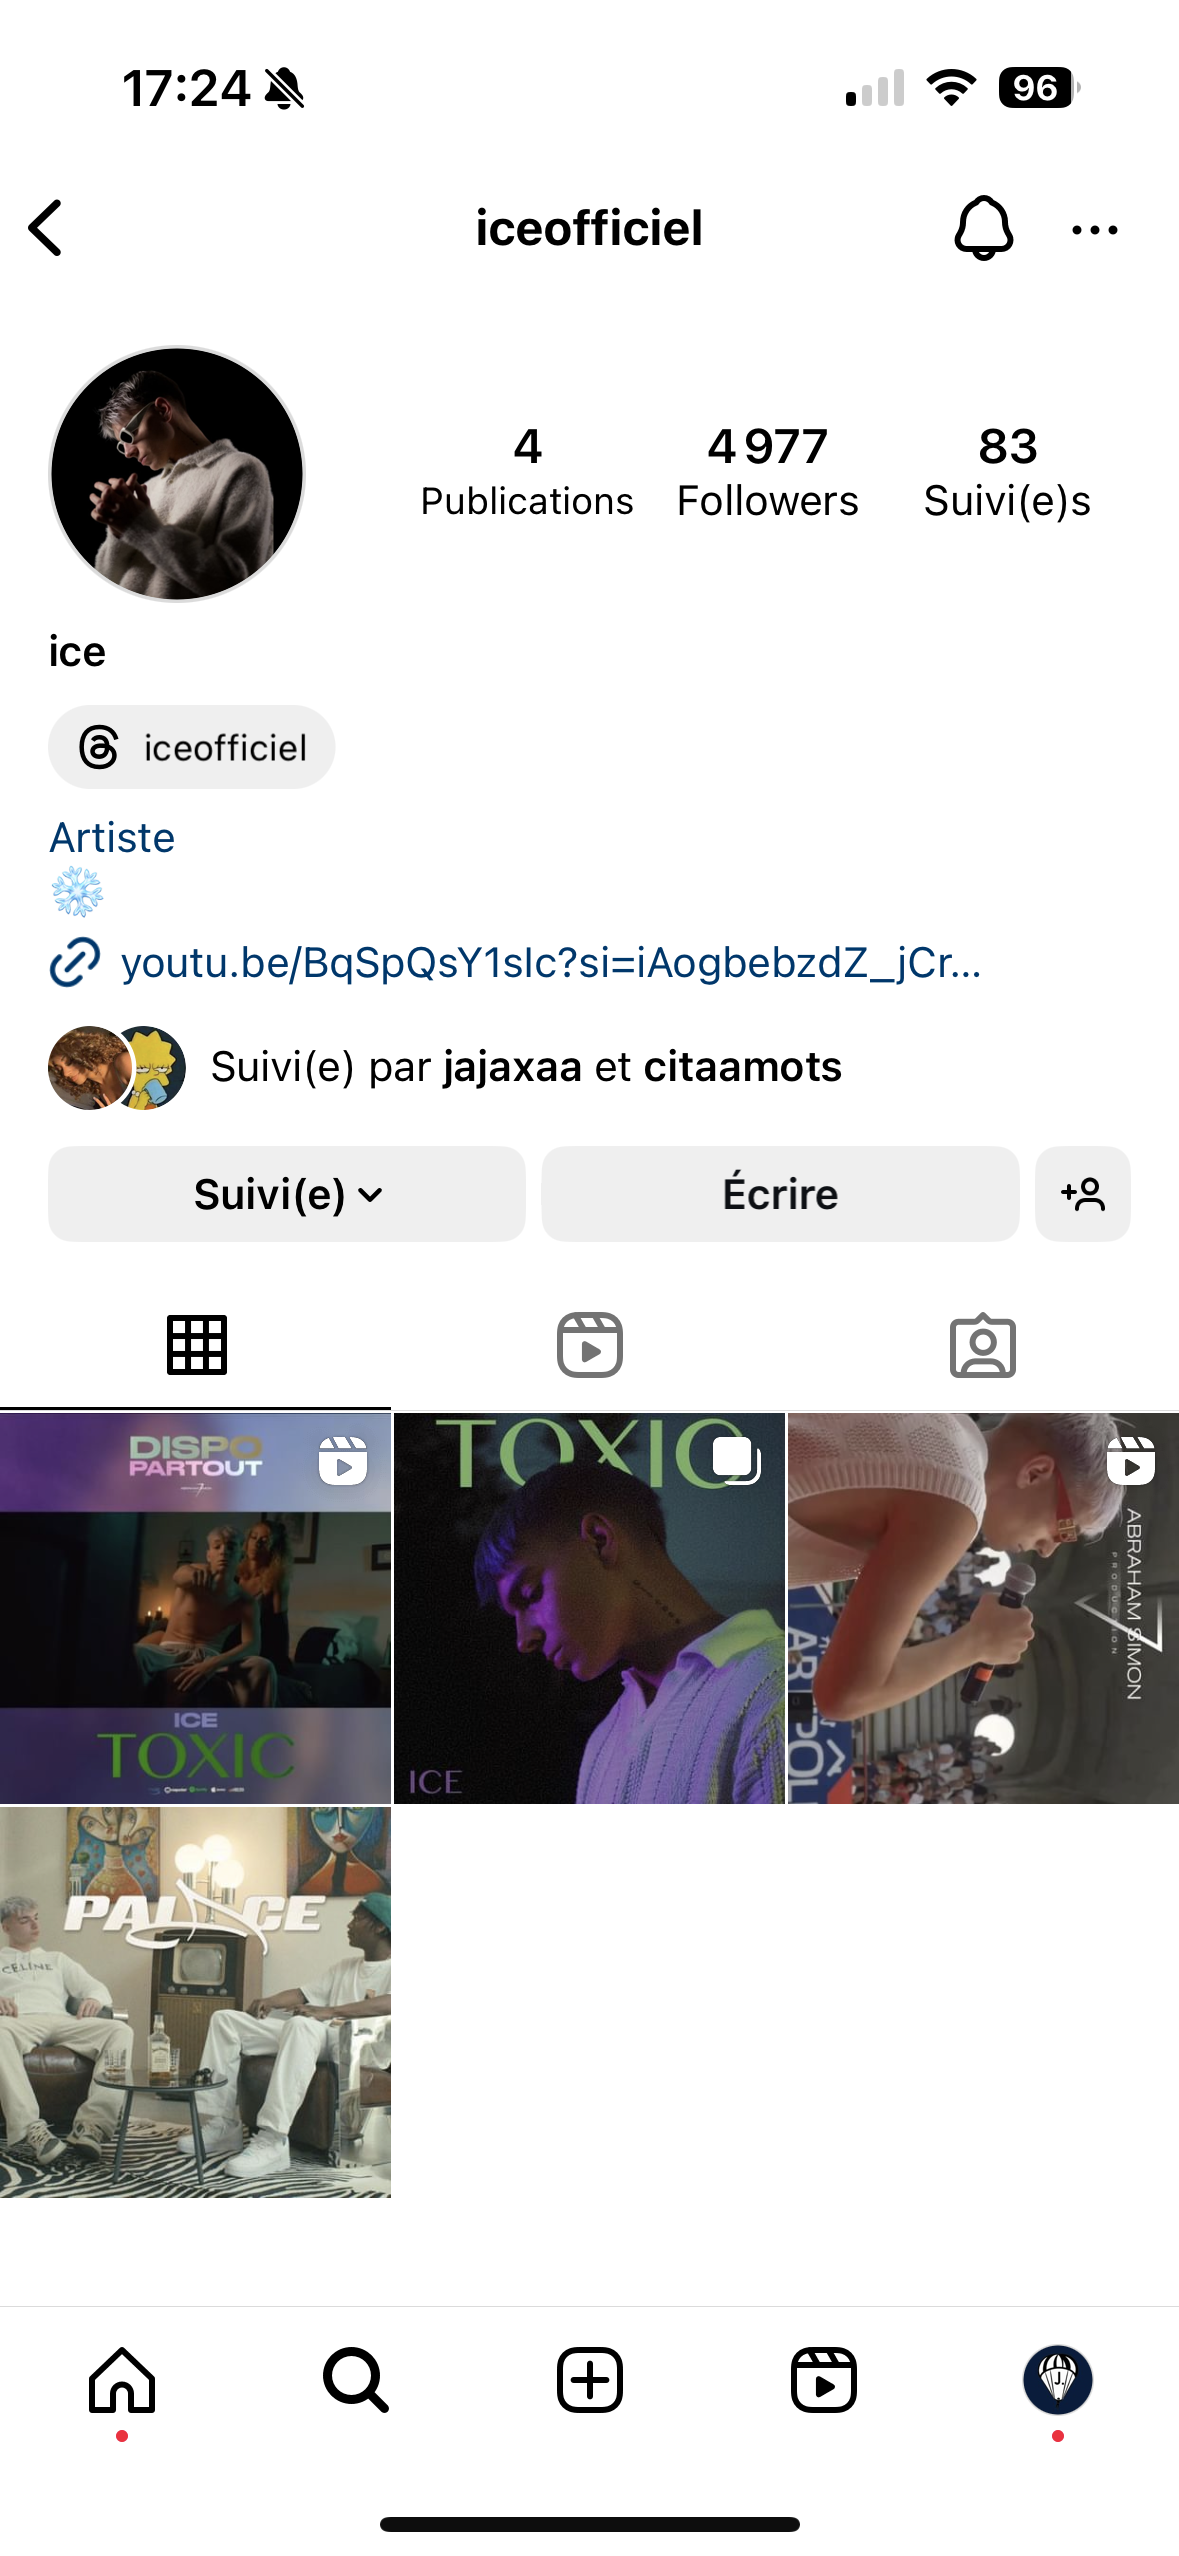 17:24
96
iceofficiel
4
Publications
4 977
Followers
83
Suivi(e)s
ice
iceofficiel
Artiste
youtu.be/BqSpQsY1sIc?si=iAogbebzdZ_jCr...
Suivi(e) par jajaxaa et citaamots
Suivi(e)
Écrire
DISPO
PARTOUT
ICE
TOXIC
TOXIC
ICE
ABRAHAM SIMON
PRODUCTION
PALACE
CELINE
J.